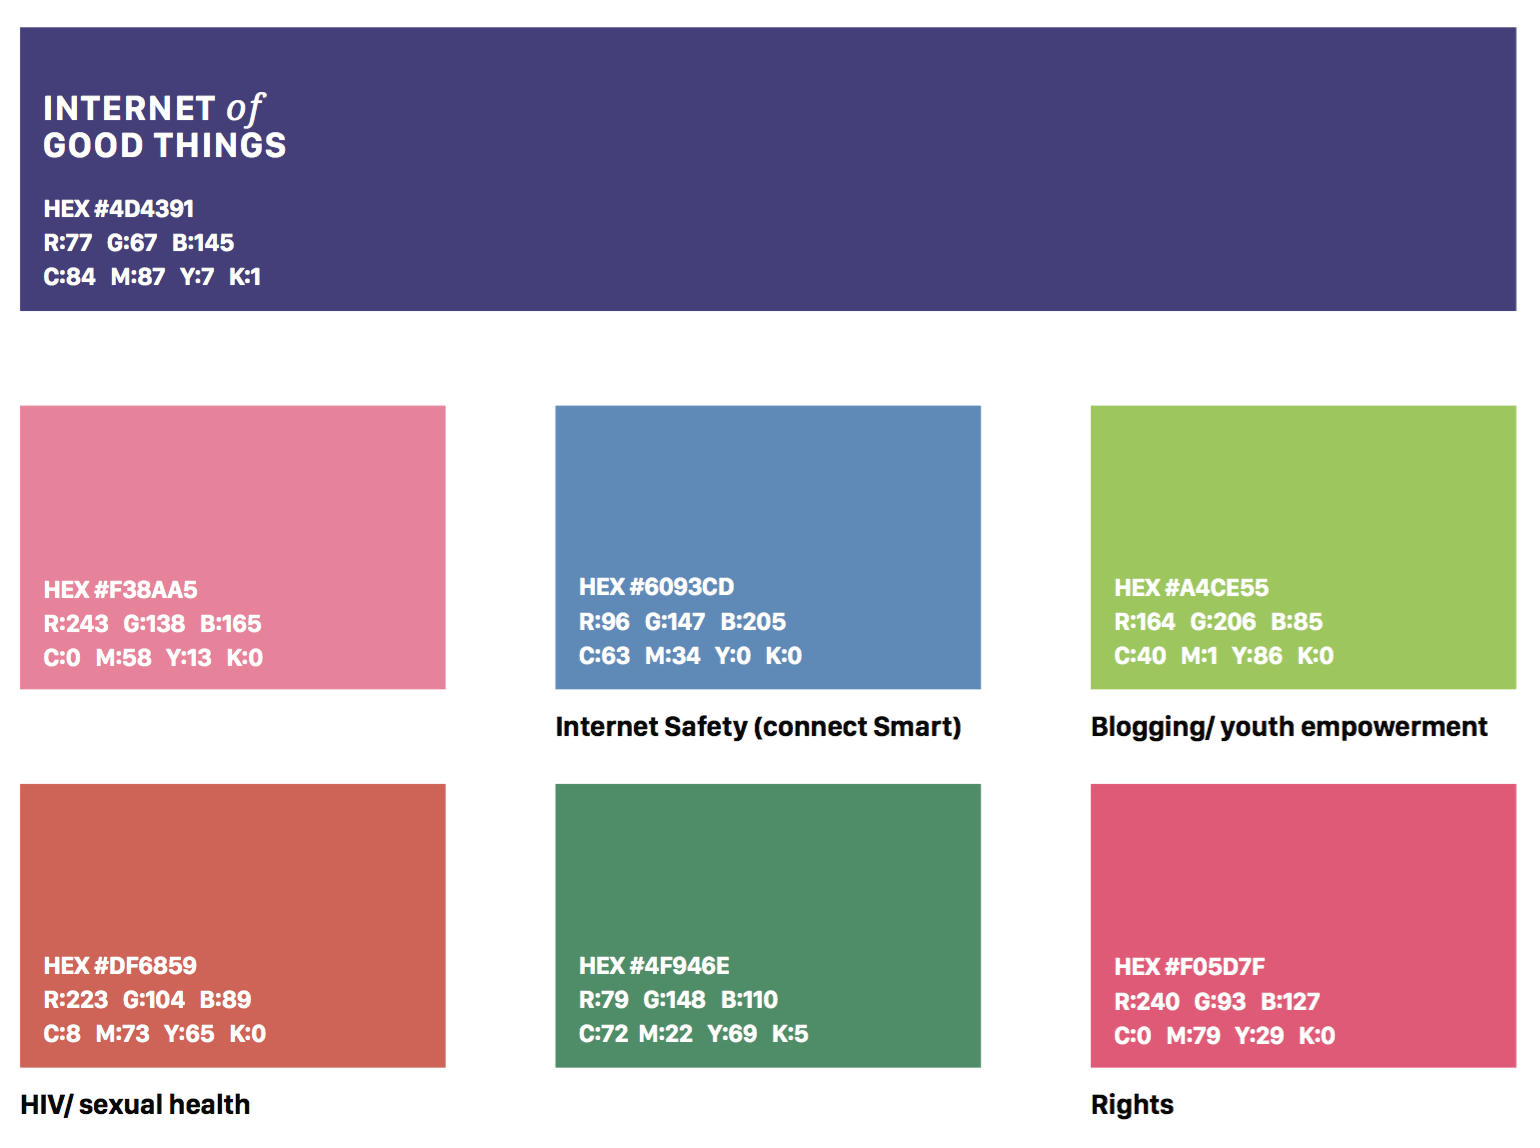 INTERNET of
GOOD THINGS
HEX #4D4391
R:77 G:67 B:145
C:84 M:87 Y:7 K:1
HEX #F38AA5
R:243 G:138 B:165
C:0 M:58 Y:13 K:0
HEX #6093CD
R:96 G:147 B:205
C:63 M:34 Y:0 K:0
Internet Safety (connect Smart)
HEX #A4CE55
R:164 G:206 B:85
C:40 M:1 Y:86 K:0
Blogging/ youth empowerment
HEX #DF6859
R:223 G:104 B:89
C:8 M:73 Y:65 K:0
HIV/ sexual health
HEX #4F946E
R:79 G:148 B:110
C:72 M:22 Y:69 K:5
HEX #F05D7F
R:240 G:93 B:127
C:0 M:79 Y:29 K:0
Rights